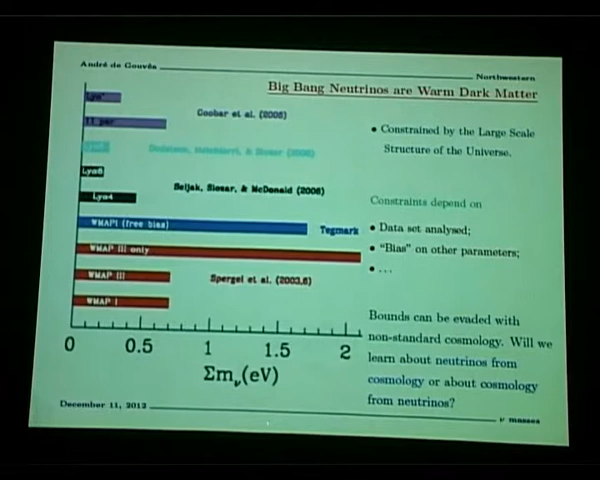 André de Gouvêa
Northwestern
Big Bang Neutrinos are Warm Dark Matter
Goobar et al. (2006)
11 par
Seljak, Slosar, & McDonald (2006)
Lyα4
WMAPI (free bias)
Tegmark
WMAP III only
WMAP III
Spergel et al. (2003,6)
WMAP I
0 0.5 1 1.5 2
Σmν(eV)
• Constrained by the Large Scale
Structure of the Universe.
Constraints depend on
• Data set analysed;
• "Bias" on other parameters;
• ...
Bounds can be evaded with
non-standard cosmology. Will we
learn about neutrinos from
cosmology or about cosmology
from neutrinos?
December 11, 2012
ν masses